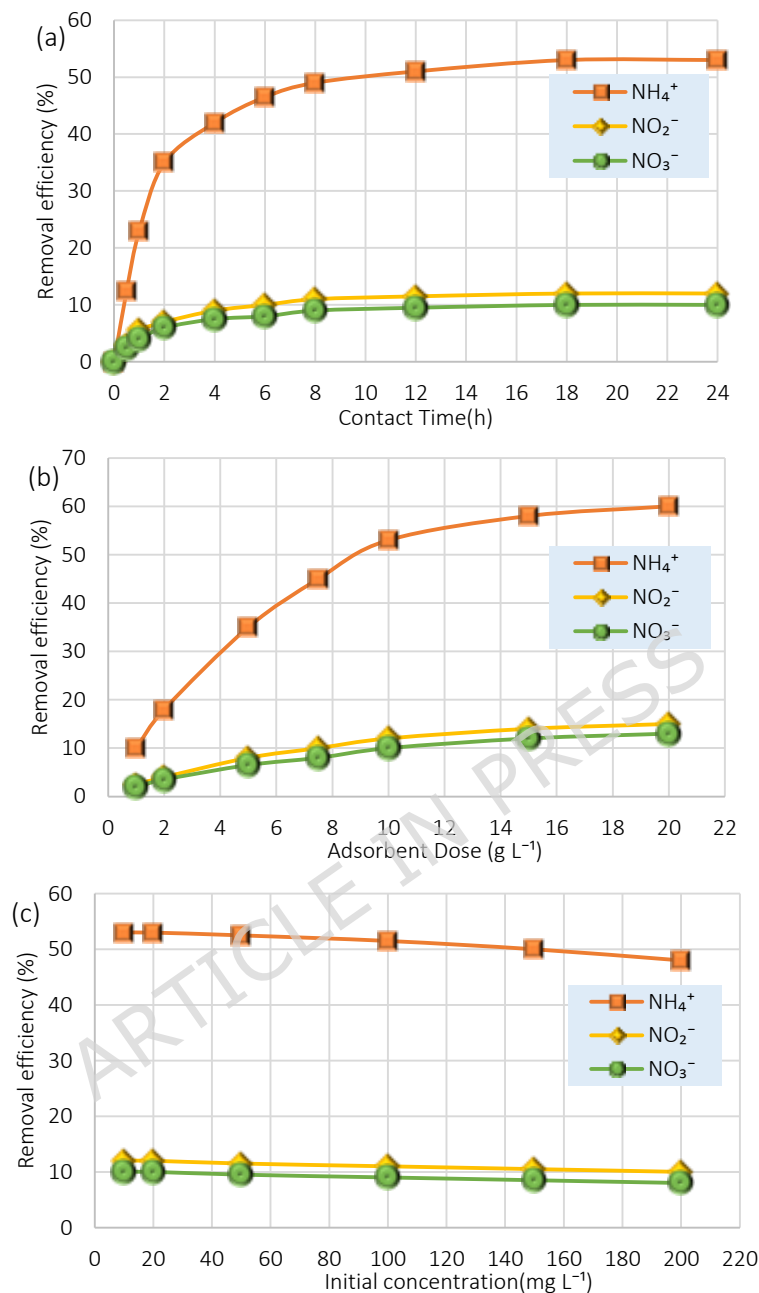 (a)
Removal efficiency (%)
60
50
40
30
20
10
0
NH₄⁺
NO₂⁻
NO₃⁻
0 2 4 6 8 10 12 14 16 18 20 22 24
Contact Time(h)
(b)
Removal efficiency (%)
70
60
50
40
30
20
10
0
NH₄⁺
NO₂⁻
NO₃⁻
0 2 4 6 8 10 12 14 16 18 20 22
Adsorbent Dose (g L⁻¹)
(c)
Removal efficiency (%)
60
50
40
30
20
10
0
NH₄⁺
NO₂⁻
NO₃⁻
0 20 40 60 80 100 120 140 160 180 200 220
Initial concentration(mg L⁻¹)
ARTICLE IN PRESS